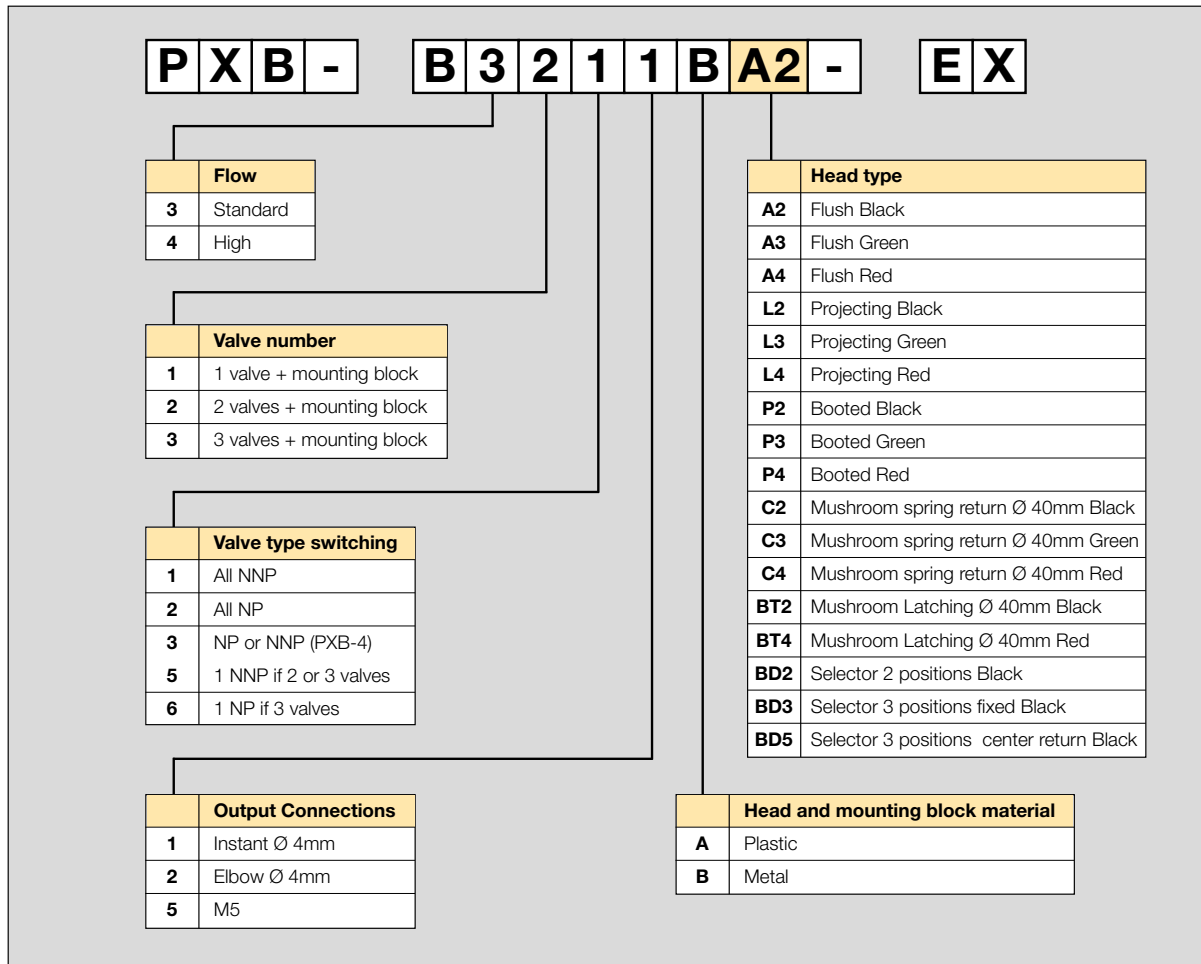 PXB- B3211BA2- EX
Flow
3 Standard
4 High
Valve number
1 1 valve + mounting block
2 2 valves + mounting block
3 3 valves + mounting block
Valve type switching
1 All NNP
2 All NP
3 NP or NNP (PXB-4)
5 1 NNP if 2 or 3 valves
6 1 NP if 3 valves
Output Connections
1 Instant Ø 4mm
2 Elbow Ø 4mm
5 M5
Head type
A2 Flush Black
A3 Flush Green
A4 Flush Red
L2 Projecting Black
L3 Projecting Green
L4 Projecting Red
P2 Booted Black
P3 Booted Green
P4 Booted Red
C2 Mushroom spring return Ø 40mm Black
C3 Mushroom spring return Ø 40mm Green
C4 Mushroom spring return Ø 40mm Red
BT2 Mushroom Latching Ø 40mm Black
BT4 Mushroom Latching Ø 40mm Red
BD2 Selector 2 positions Black
BD3 Selector 3 positions fixed Black
BD5 Selector 3 positions center return Black
Head and mounting block material
A Plastic
B Metal